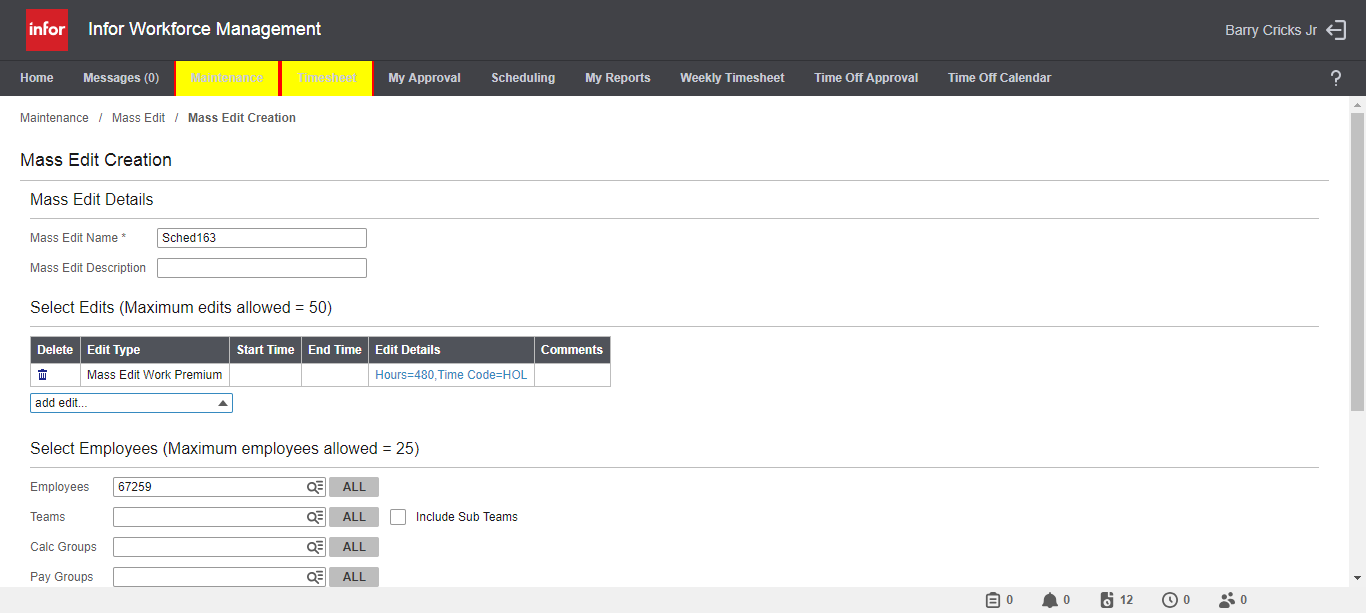 infor Infor Workforce Management Barry Cricks Jr
Home Messages (0) Maintenance Timesheet My Approval Scheduling My Reports Weekly Timesheet Time Off Approval Time Off Calendar ?
Maintenance / Mass Edit / Mass Edit Creation
Mass Edit Creation
Mass Edit Details
Mass Edit Name * Sched163
Mass Edit Description
Select Edits (Maximum edits allowed = 50)
Delete Edit Type Start Time End Time Edit Details Comments
Mass Edit Work Premium Hours=480,Time Code=HOL
add edit...
Select Employees (Maximum employees allowed = 25)
Employees 67259 ALL
Teams ALL Include Sub Teams
Calc Groups ALL
Pay Groups ALL
0 0 12 0 0